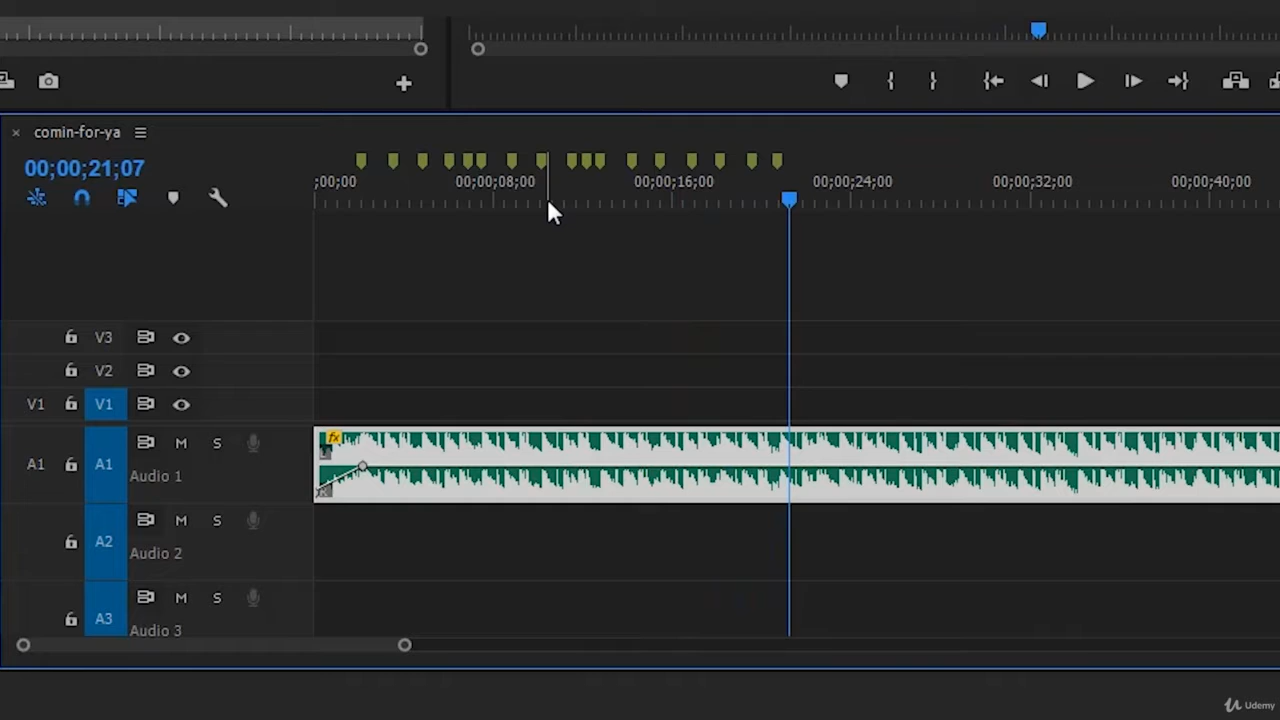 comin-for-ya
00;00;21;07
;00;00
00;00;08;00
00;00;16;00
00;00;24;00
00;00;32;00
00;00;40;00
V3
V2
V1 V1
fx
A1 A1 M S
Audio 1
A2 M S
Audio 2
A3 M S
Audio 3
Udemy